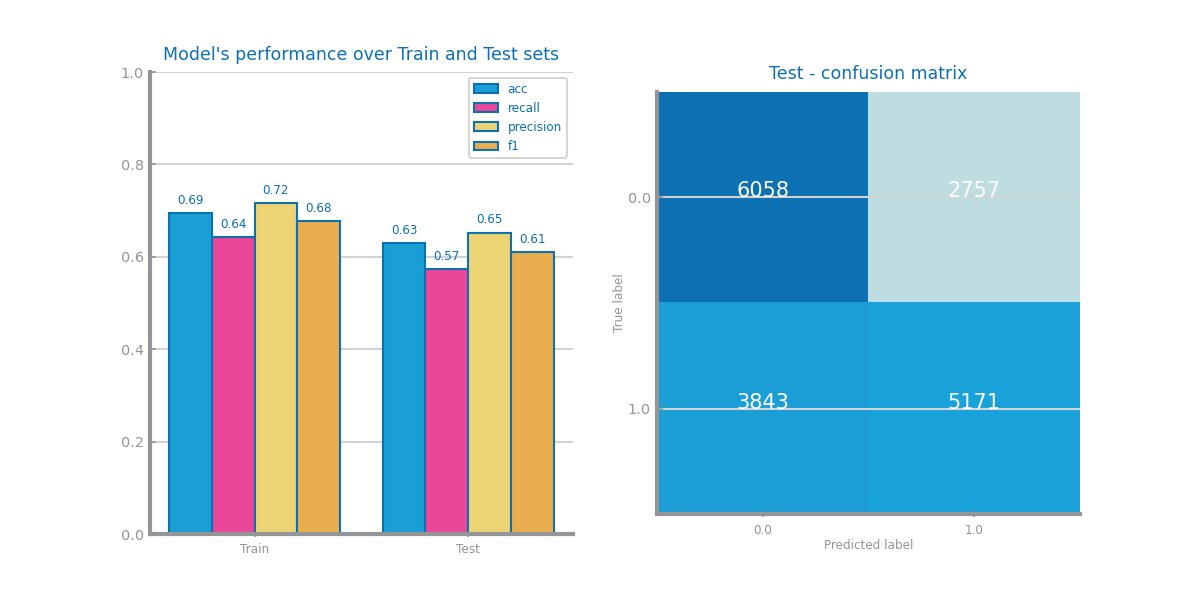 Model's performance over Train and Test sets
1.0
0.8
0.6
0.4
0.2
0.0
acc
recall
precision
f1
0.69
0.64
0.72
0.68
0.63
0.57
0.65
0.61
Train
Test
Test - confusion matrix
True label
0.0
1.0
6058
2757
3843
5171
0.0
1.0
Predicted label